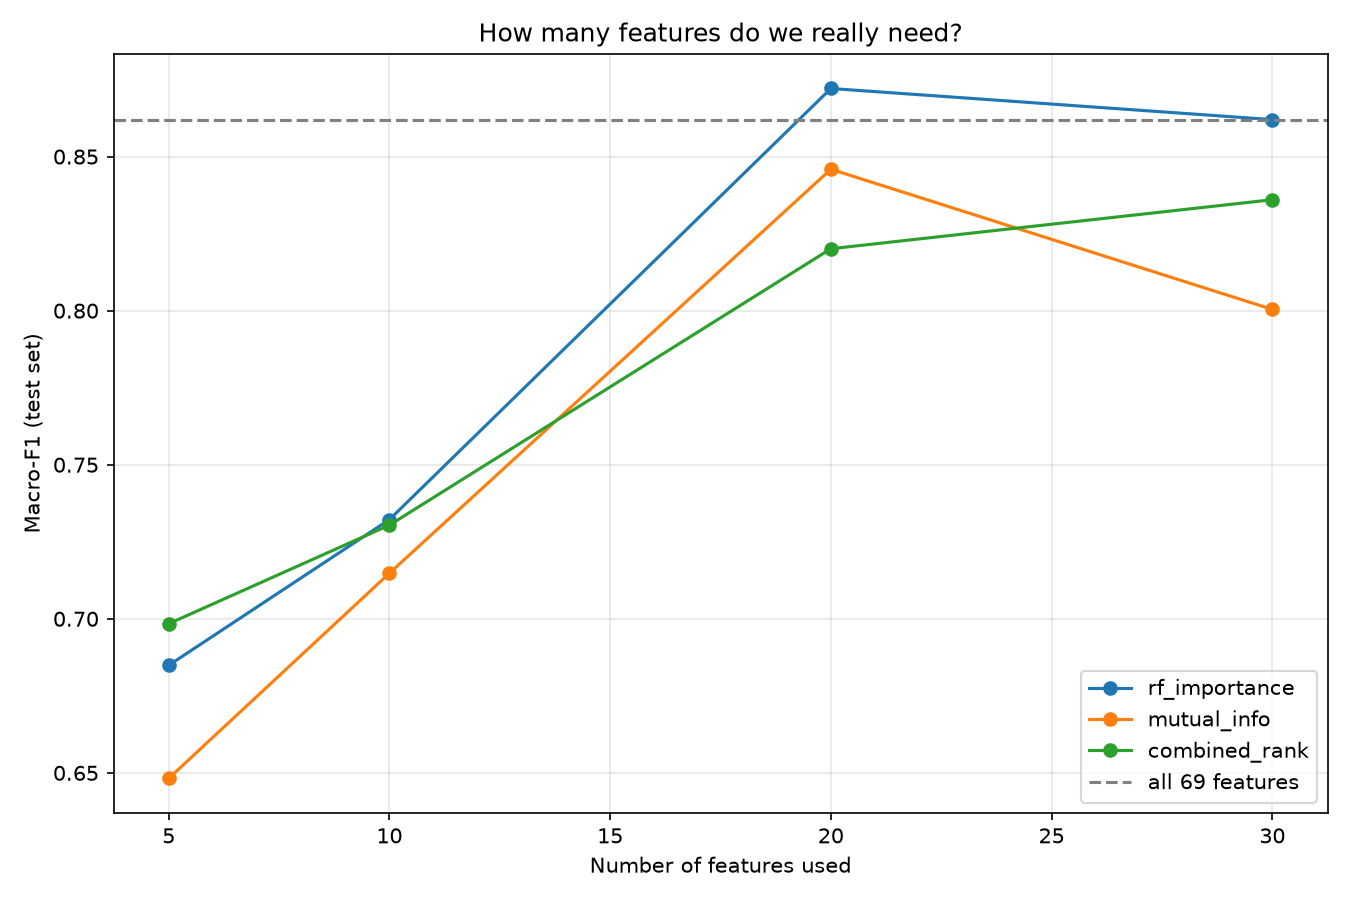 How many features do we really need?
Macro-F1 (test set)
0.85
0.80
0.75
0.70
0.65
5 10 15 20 25 30
Number of features used
rf_importance
mutual_info
combined_rank
all 69 features